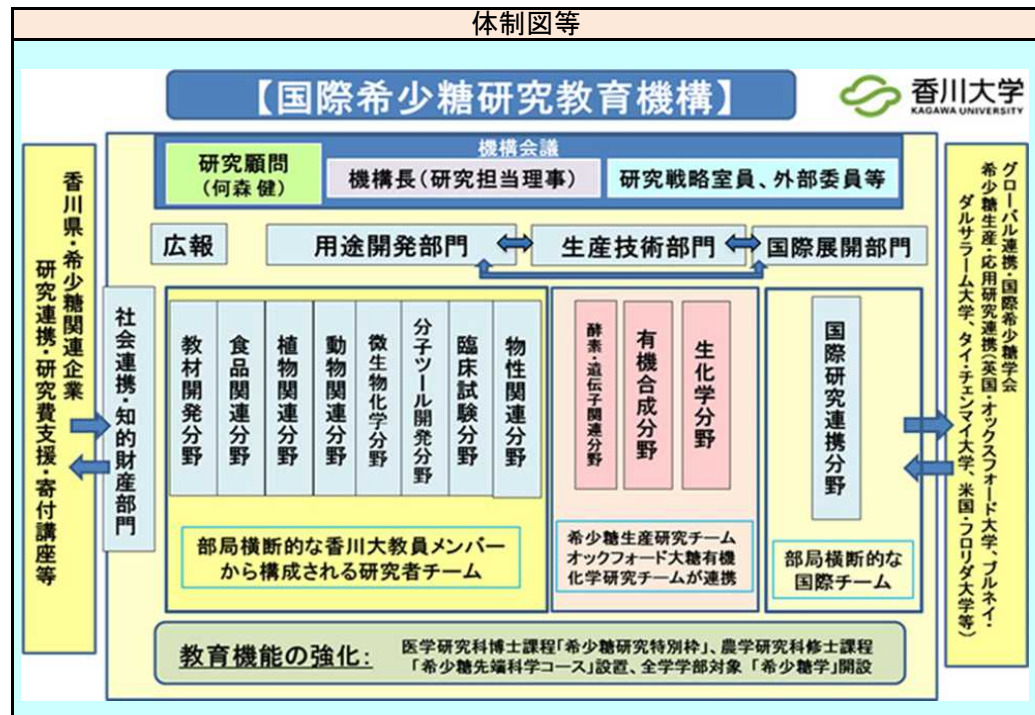 体制図等
【国際希少糖研究教育機構】
香川大学
KAGAWA UNIVERSITY
機構会議
研究顧問
(何森 健)
機構長(研究担当理事)
研究戦略室員、外部委員等
広報
用途開発部門
生産技術部門
国際展開部門
香川県・希少糖関連企業
研究連携・研究費支援・寄付講座等
社会連携・知的財産部門
教材開発分野
食品関連分野
植物関連分野
動物関連分野
微生物化学分野
分子ツール開発分野
臨床試験分野
物性関連分野
酵素・遺伝子関連分野
有機合成分野
生化学分野
国際研究連携分野
グローバル連携・国際希少糖学会
希少糖生産・応用研究連携(英国・オックスフォード大学、ブルネイ・
ダルサラーム大学、タイ・チェンマイ大学、米国・フロリダ大学等)
部局横断的な香川大教員メンバー
から構成される研究者チーム
希少糖生産研究チーム
オックフォード大糖有機
化学研究チームが連携
部局横断的な
国際チーム
教育機能の強化:
医学研究科博士課程「希少糖研究特別枠」、農学研究科修士課程
「希少糖先端科学コース」設置、全学学部対象 「希少糖学」開設